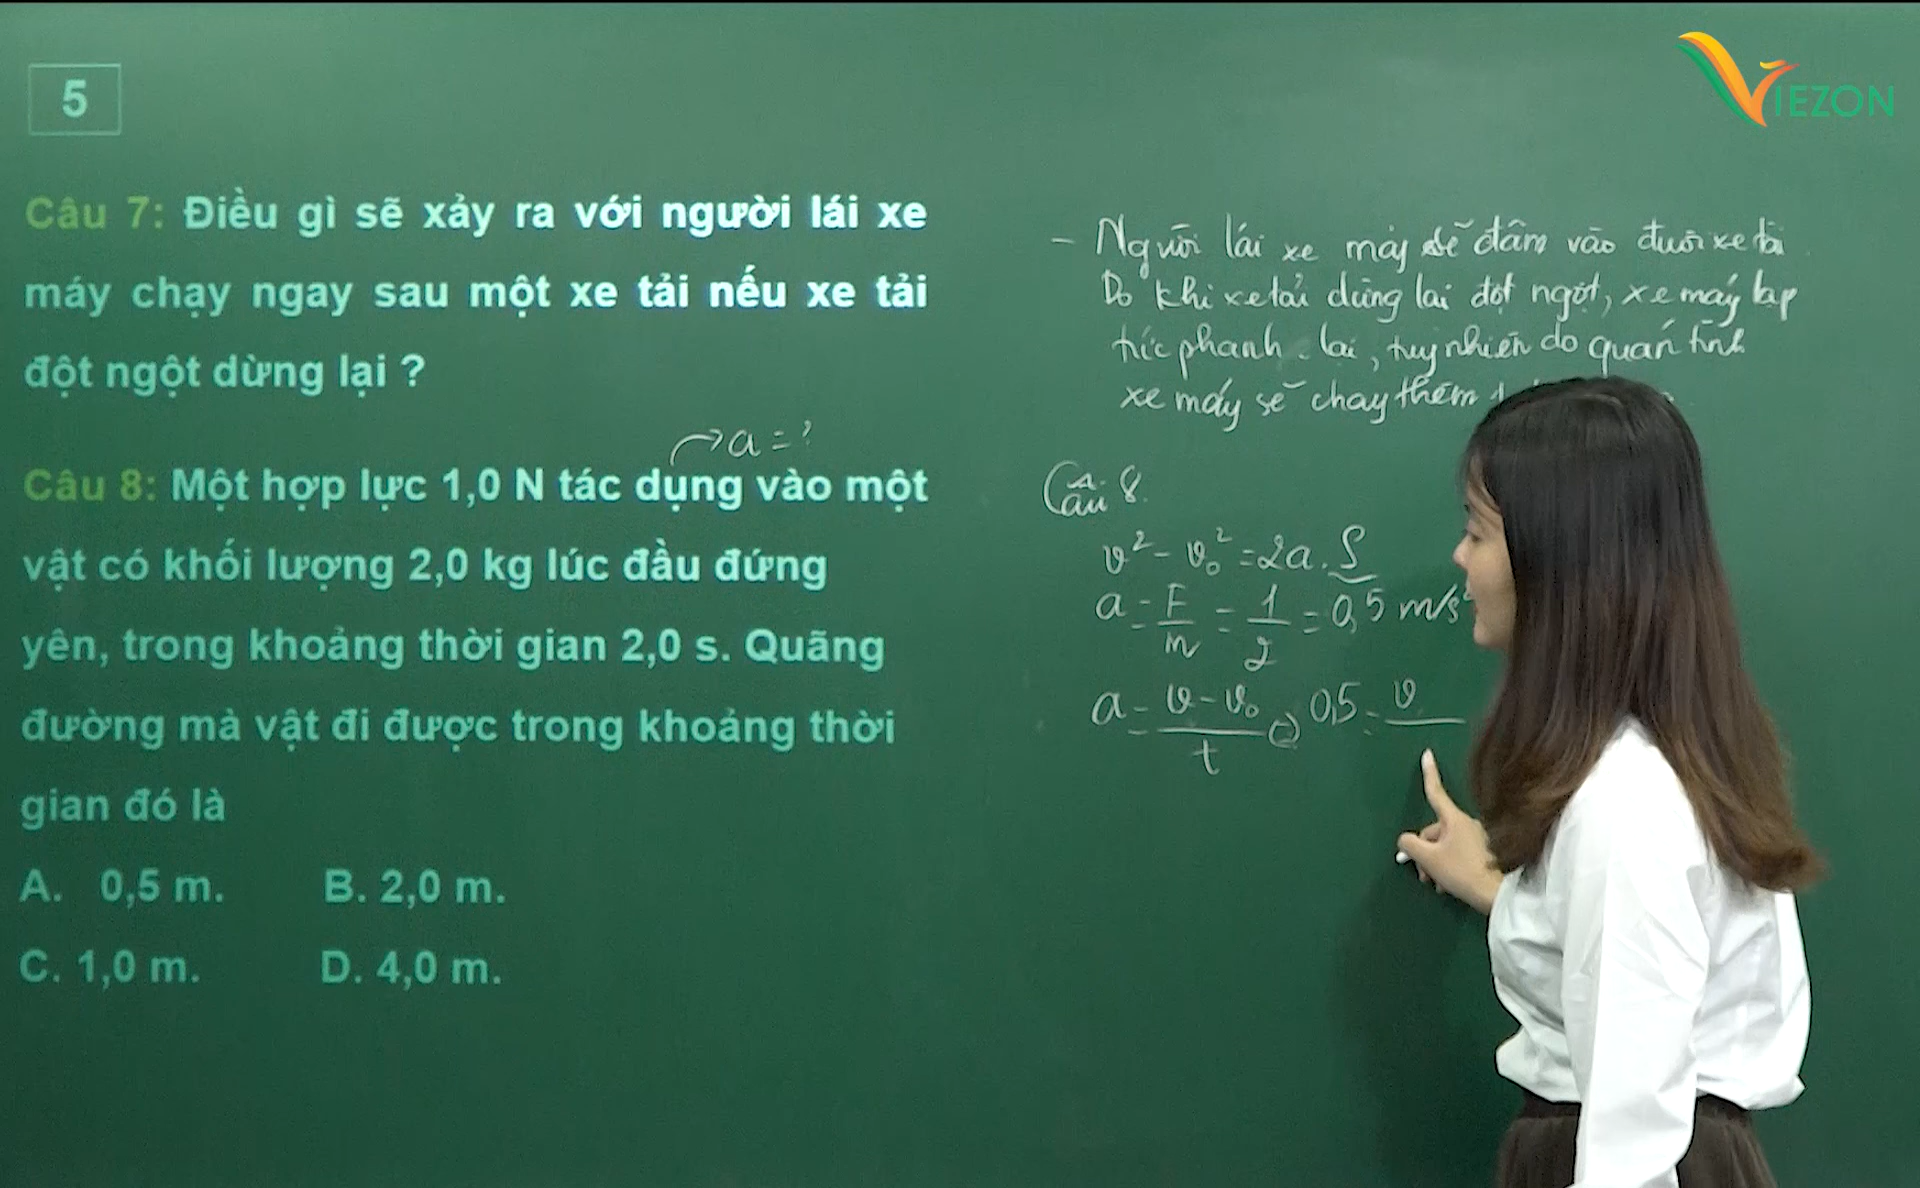 5
VIEZON
Câu 7: Điều gì sẽ xảy ra với người lái xe
máy chạy ngay sau một xe tải nếu xe tải
đột ngột dừng lại ?
a = ?
Câu 8: Một hợp lực 1,0 N tác dụng vào một
vật có khối lượng 2,0 kg lúc đầu đứng
yên, trong khoảng thời gian 2,0 s. Quãng
đường mà vật đi được trong khoảng thời
gian đó là
A. 0,5 m. B. 2,0 m.
C. 1,0 m. D. 4,0 m.
- Người lái xe máy sẽ đâm vào đuôi xe tải
Do khi xe tải dừng lại đột ngột, xe máy lập
tức phanh lại, tuy nhiên do quán tính
xe máy sẽ chạy thêm
Câu 8.
v² - v₀² = 2a.S
a = F/m = 1/2 = 0,5 m/s²
a = (v - v₀)/t ⇔ 0,5 = v